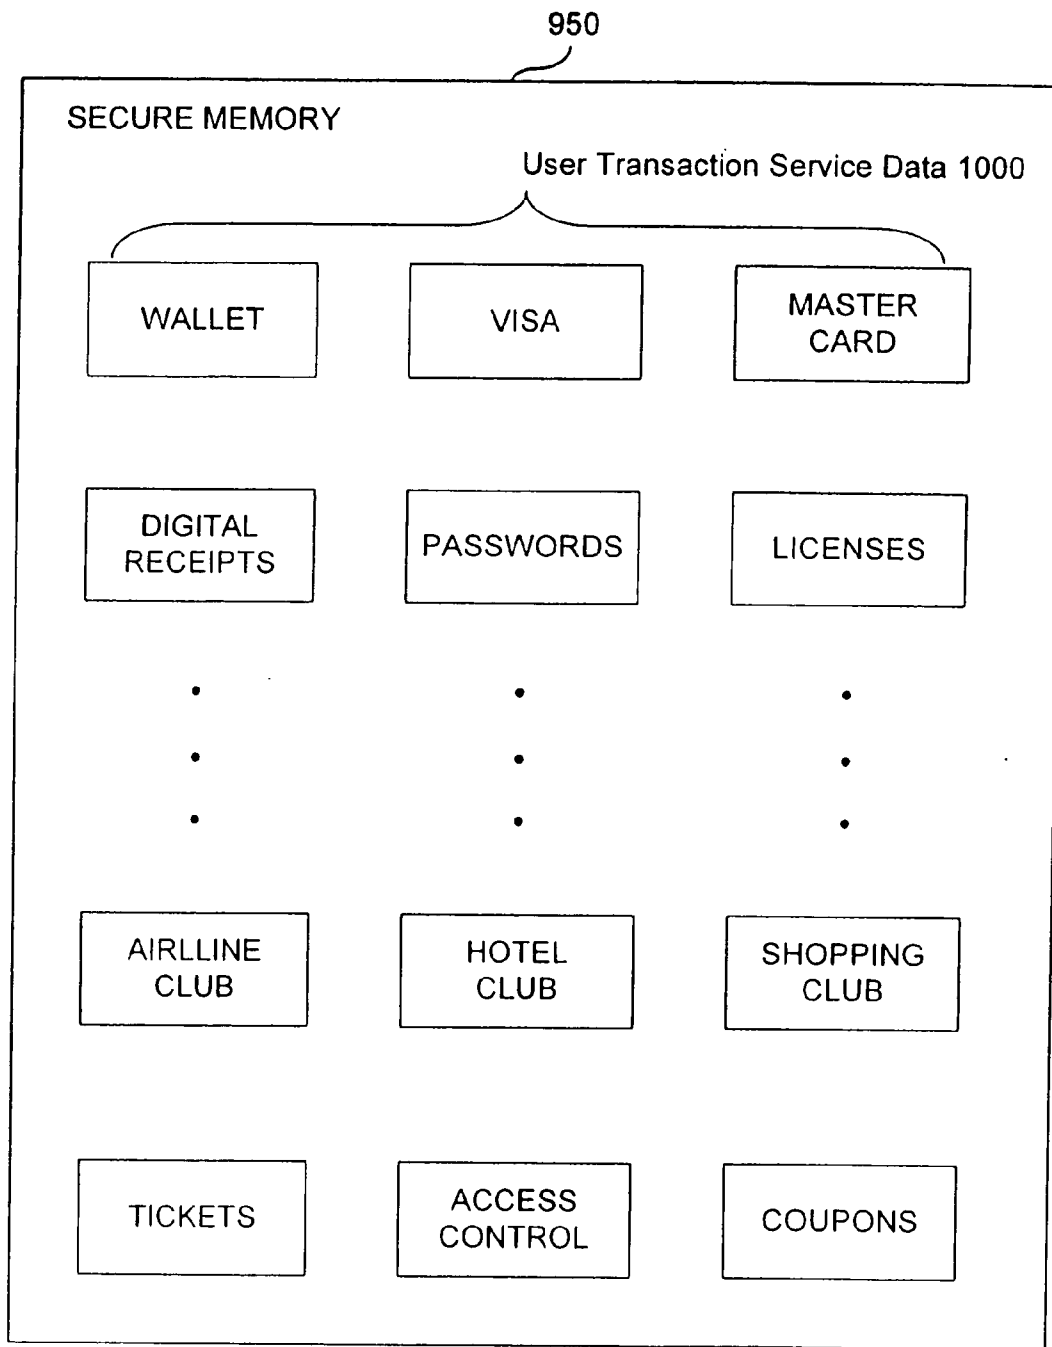 950
SECURE MEMORY
User Transaction Service Data 1000
WALLET
VISA
MASTER
CARD
DIGITAL
RECEIPTS
PASSWORDS
LICENSES
AIRLLINE
CLUB
HOTEL
CLUB
SHOPPING
CLUB
TICKETS
ACCESS
CONTROL
COUPONS